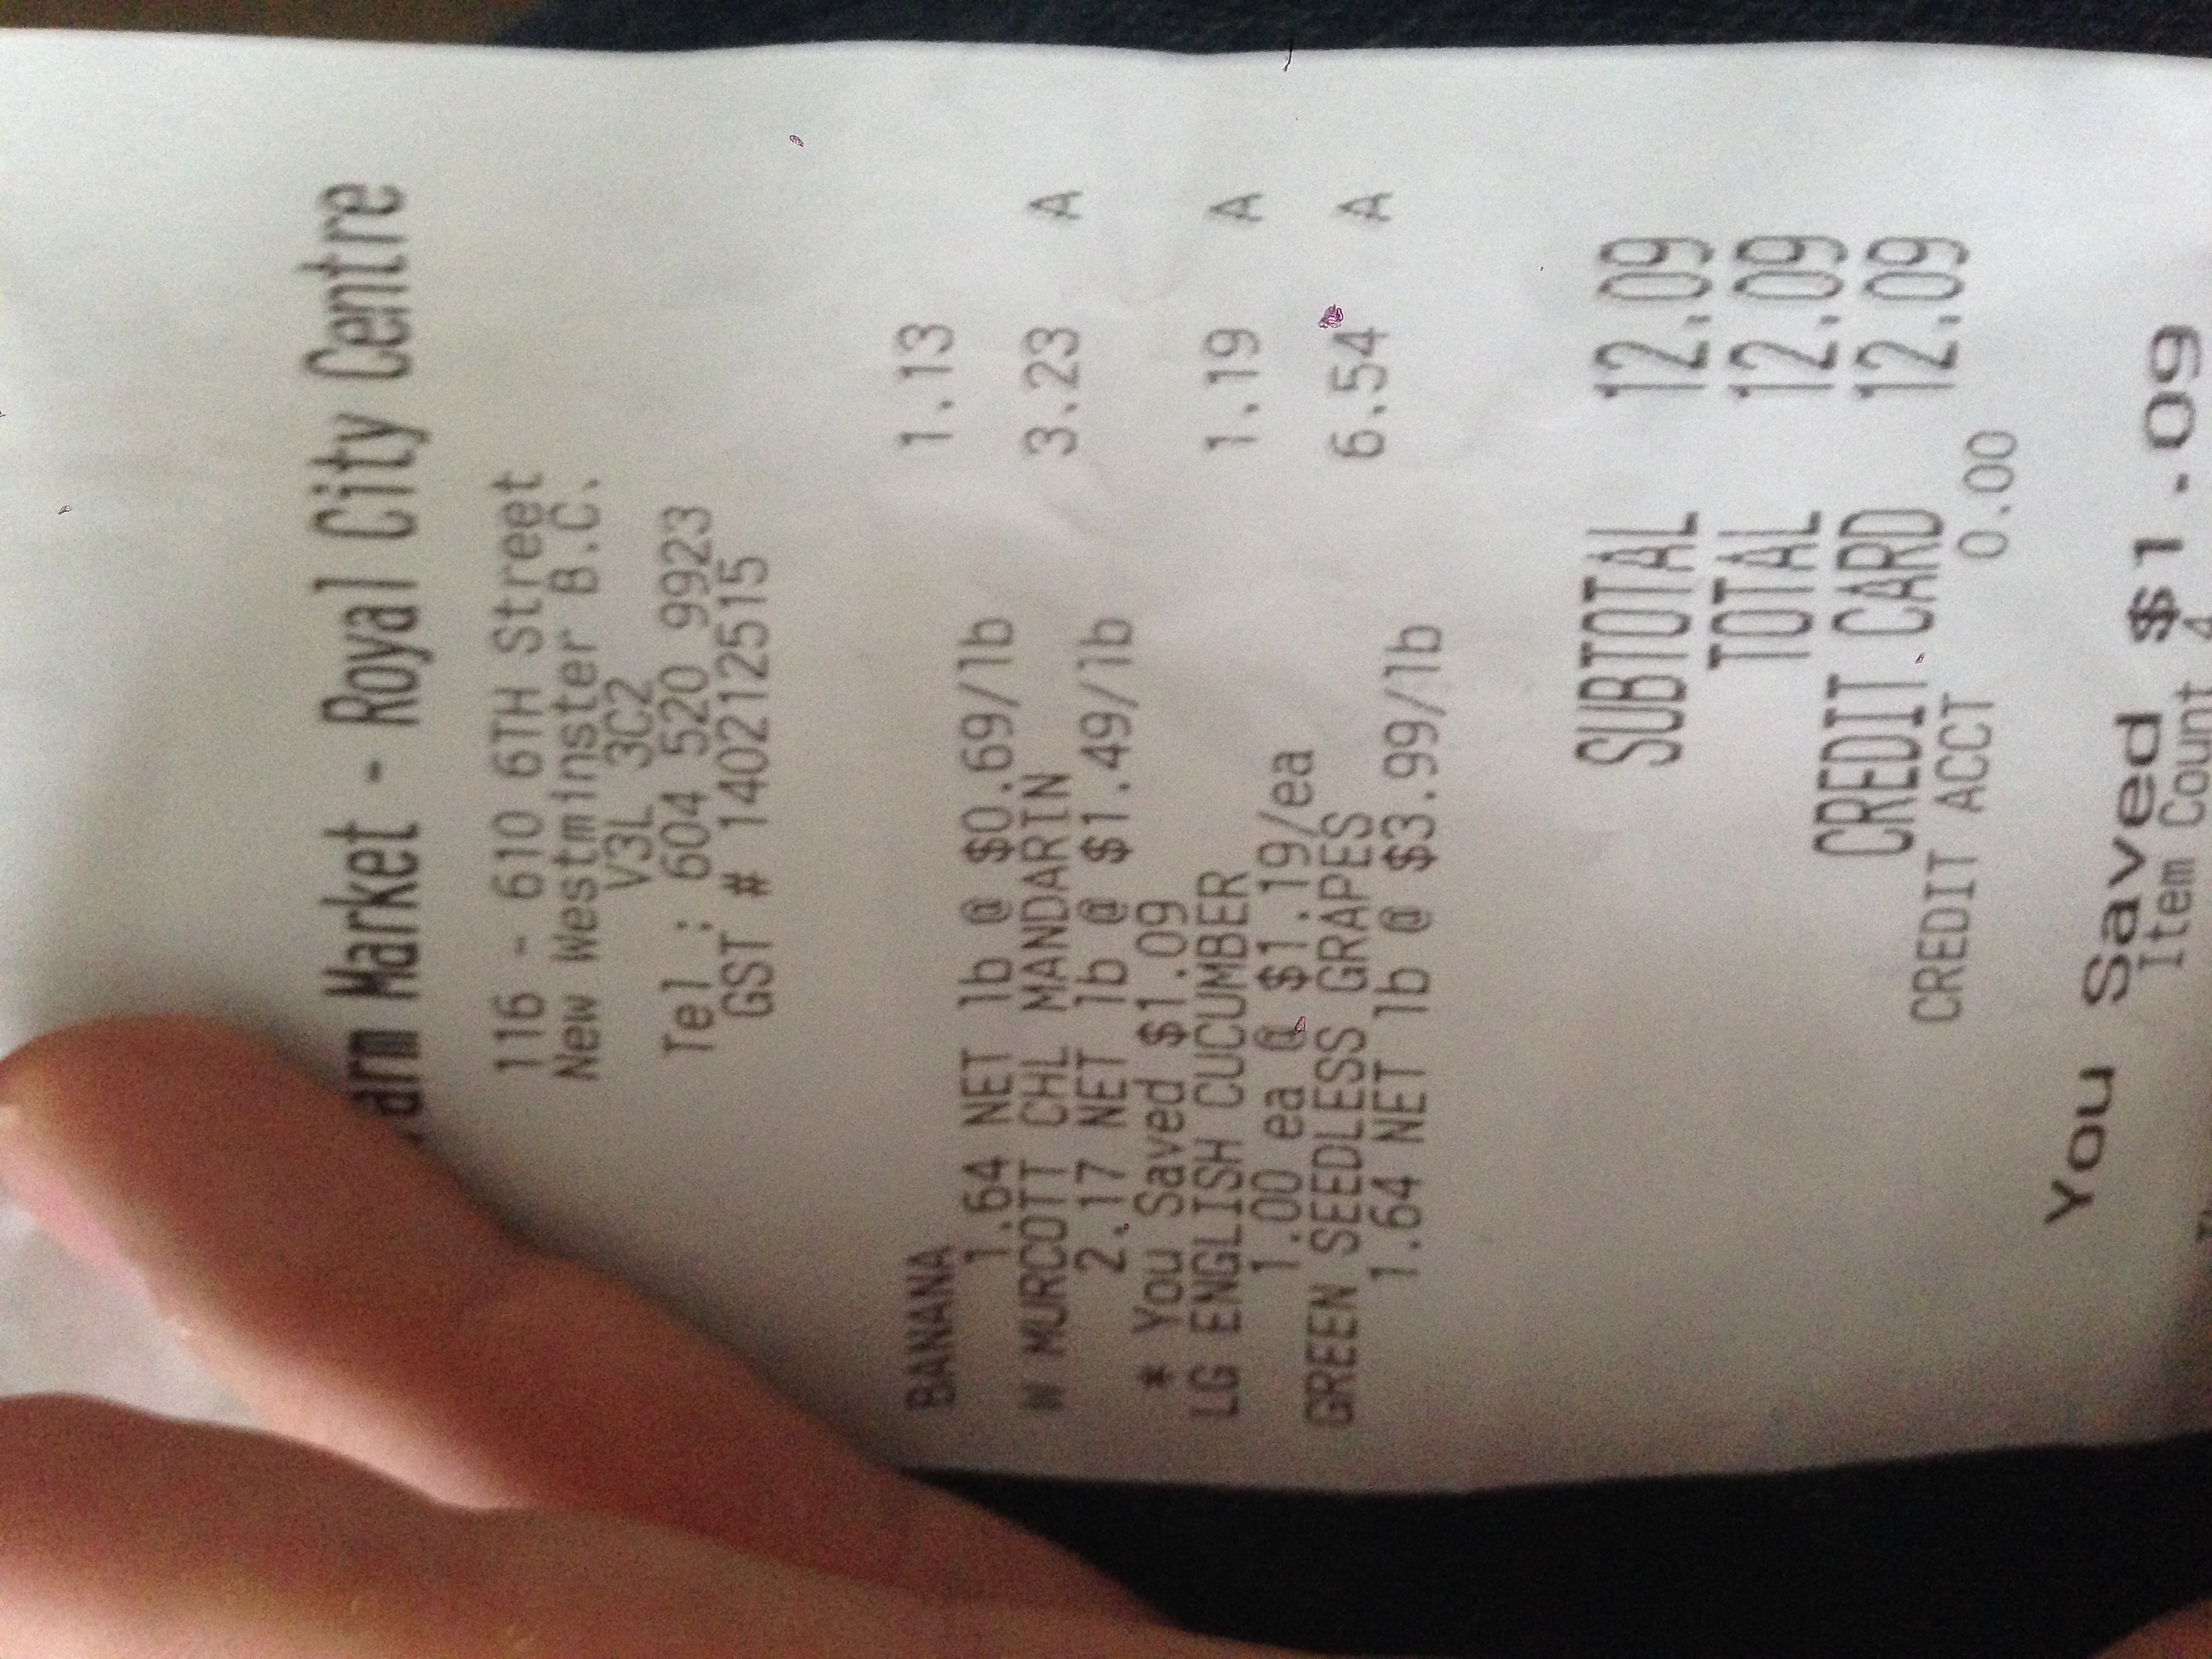 Market - Royal City Centre
116 - 610 6TH Street
New Westminster B.C.
V3L 3C2
Tel : 604 520 9923
GST # 140212515
BANANA 1.13
1.64 NET lb @ $0.69/lb
W MURCOTT CHL MANDARIN 3.23 A
2.17 NET lb @ $1.49/lb
* You Saved $1.09
LG ENGLISH CUCUMBER 1.19 A
1.00 ea @ $1.19/ea
GREEN SEEDLESS GRAPES 6.54 A
1.64 NET lb @ $3.99/lb
SUBTOTAL 12.09
TOTAL 12.09
CREDIT CARD 12.09
CREDIT ACCT 0.00
You Saved $1.09
Item Count 4